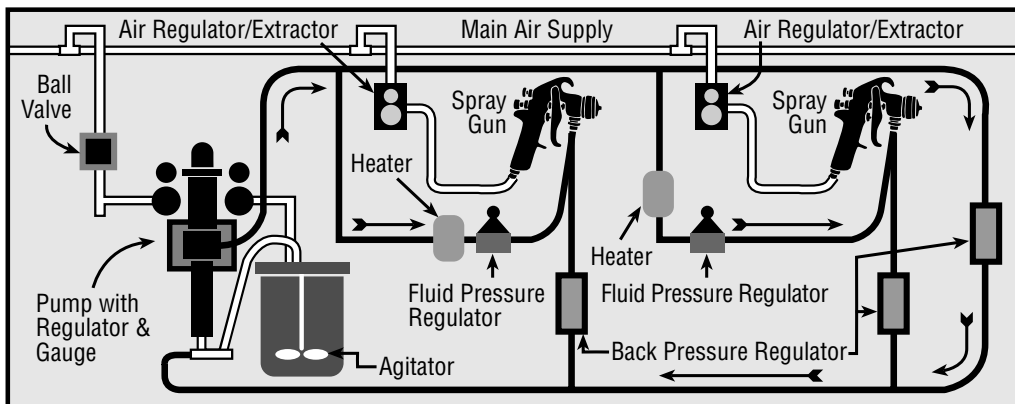 Air Regulator/Extractor
Main Air Supply
Air Regulator/Extractor
Ball
Valve
Spray
Gun
Spray
Gun
Heater
Heater
Pump with
Regulator &
Gauge
Fluid Pressure
Regulator
Fluid Pressure Regulator
Back Pressure Regulator
Agitator